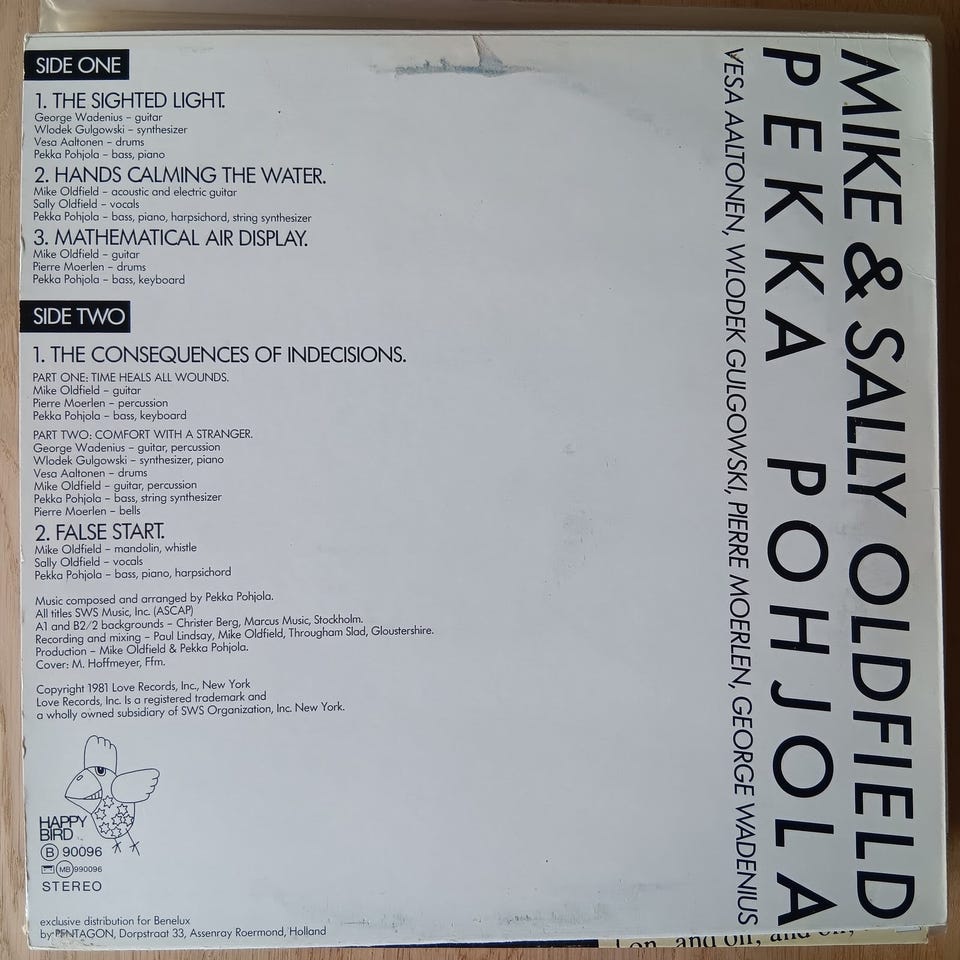 SIDE ONE
1. THE SIGHTED LIGHT.
George Wadenius – guitar
Wlodek Gulgowski – synthesizer
Vesa Aaltonen – drums
Pekka Pohjola – bass, piano
2. HANDS CALMING THE WATER.
Mike Oldfield – acoustic and electric guitar
Sally Oldfield – vocals
Pekka Pohjola – bass, piano, harpsichord, string synthesizer
3. MATHEMATICAL AIR DISPLAY.
Mike Oldfield – guitar
Pierre Moerlen – drums
Pekka Pohjola – bass, keyboard
SIDE TWO
1. THE CONSEQUENCES OF INDECISIONS.
PART ONE: TIME HEALS ALL WOUNDS.
Mike Oldfield – guitar
Pierre Moerlen – percussion
Pekka Pohjola – bass, keyboard
PART TWO: COMFORT WITH A STRANGER.
George Wadenius – guitar, percussion
Wlodek Gulgowski – synthesizer, piano
Vesa Aaltonen – drums
Mike Oldfield – guitar, percussion
Pekka Pohjola – bass, string synthesizer
Pierre Moerlen – bells
2. FALSE START.
Mike Oldfield – mandolin, whistle
Sally Oldfield – vocals
Pekka Pohjola – bass, piano, harpsichord
Music composed and arranged by Pekka Pohjola.
All titles SWS Music, Inc. (ASCAP)
A1 and B2/2 backgrounds – Christer Berg, Marcus Music, Stockholm.
Recording and mixing – Paul Lindsay, Mike Oldfield, Througham Slad, Gloustershire.
Production – Mike Oldfield & Pekka Pohjola.
Cover: M. Hoffmeyer, Ffm.
Copyright 1981 Love Records, Inc., New York
Love Records, Inc. Is a registered trademark and
a wholly owned subsidiary of SWS Organization, Inc. New York.
HAPPY
BIRD
B 90096
MB 990096
STEREO
exclusive distribution for Benelux
by PENTAGON, Dorpstraat 33, Assenray Roermond, Holland
MIKE & SALLY OLDFIELD
PEKKA POHJOLA
VESA AALTONEN, WLODEK GULGOWSKI, PIERRE MOERLEN, GEORGE WADENIUS
on, and off, and